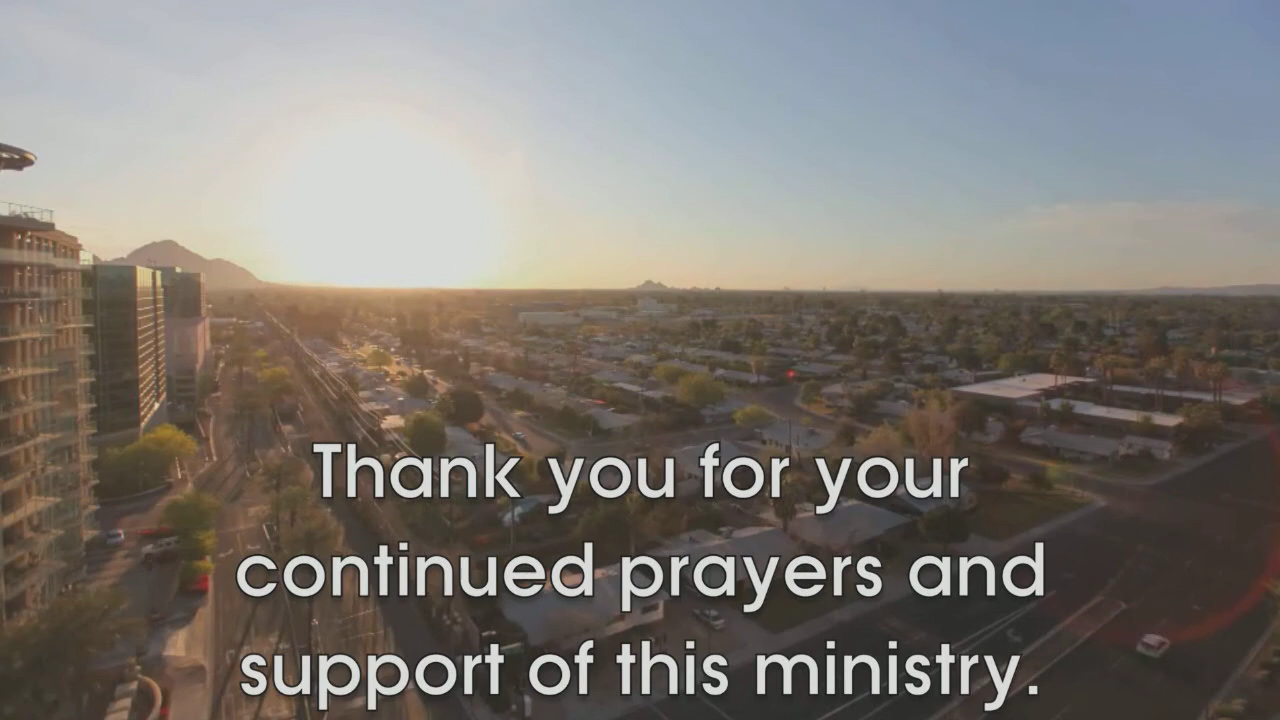 Thank you for your
continued prayers and
support of this ministry.